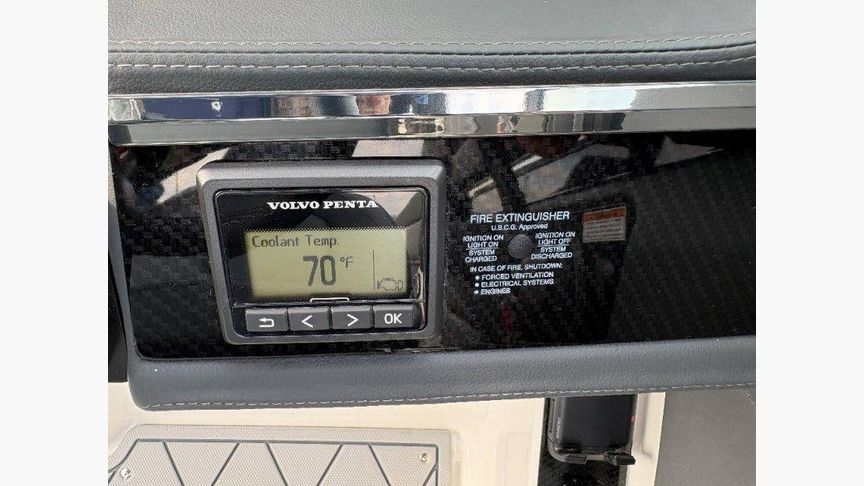 VOLVO PENTA
Coolant Temp.
70 °F
< > OK
FIRE EXTINGUISHER
U.S.C.G. Approved
IGNITION ON
LIGHT ON
SYSTEM
CHARGED
IGNITION ON
LIGHT OFF
SYSTEM
DISCHARGED
IN CASE OF FIRE, SHUTDOWN:
• FORCED VENTILATION
• ELECTRICAL SYSTEMS
• ENGINES